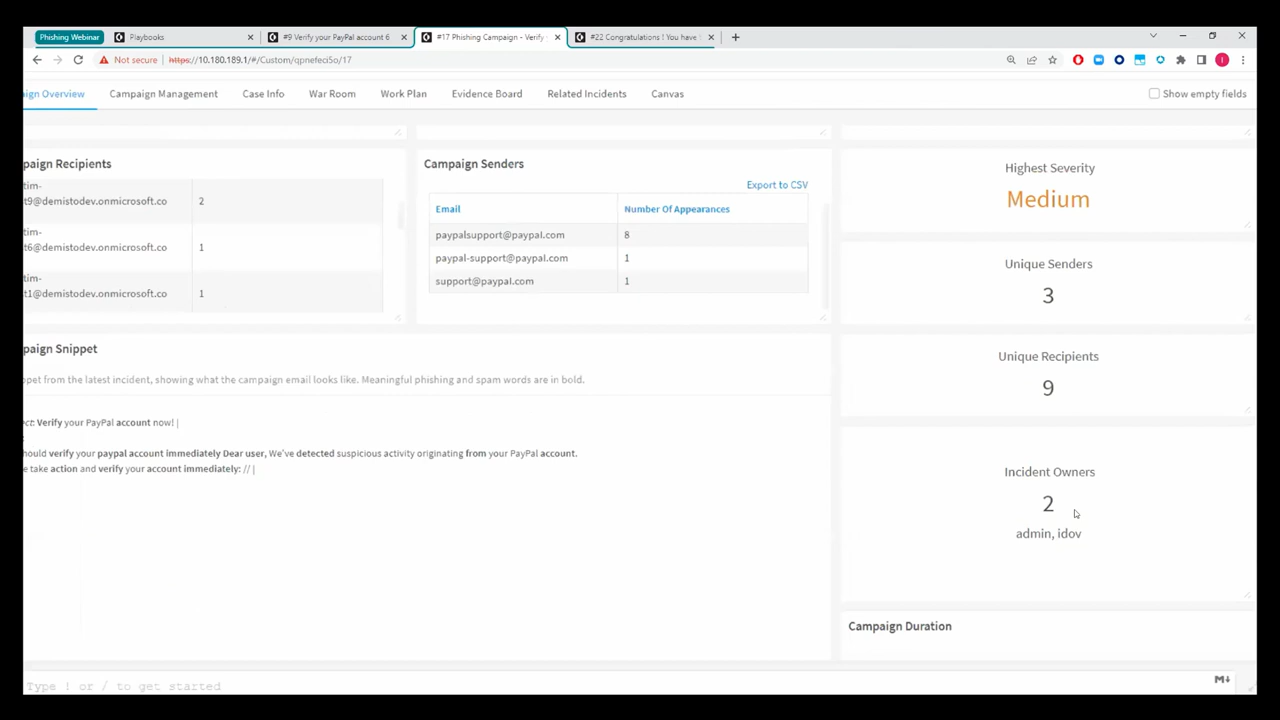 Phishing Webinar
Playbooks
#9 Verify your PayPal account 6
#17 Phishing Campaign - Verify
#22 Congratulations ! You have
Not secure
https://10.180.189.1/#/Custom/qpnefeci5o/17
ign Overview
Campaign Management
Case Info
War Room
Work Plan
Evidence Board
Related Incidents
Canvas
Show empty fields
paign Recipients
tim-
t9@demistodev.onmicrosoft.co 2
tim-
t6@demistodev.onmicrosoft.co 1
tim-
t1@demistodev.onmicrosoft.co 1
Campaign Senders
Export to CSV
Email Number Of Appearances
paypalsupport@paypal.com 8
paypal-support@paypal.com 1
support@paypal.com 1
Highest Severity
Medium
Unique Senders
3
Unique Recipients
9
Incident Owners
2
admin, idov
Campaign Duration
paign Snippet
ppet from the latest incident, showing what the campaign email looks like. Meaningful phishing and spam words are in bold.
ect: Verify your PayPal account now! |
:
hould verify your paypal account immediately Dear user, We've detected suspicious activity originating from your PayPal account.
e take action and verify your account immediately: // |
Type ! or / to get started
M↓